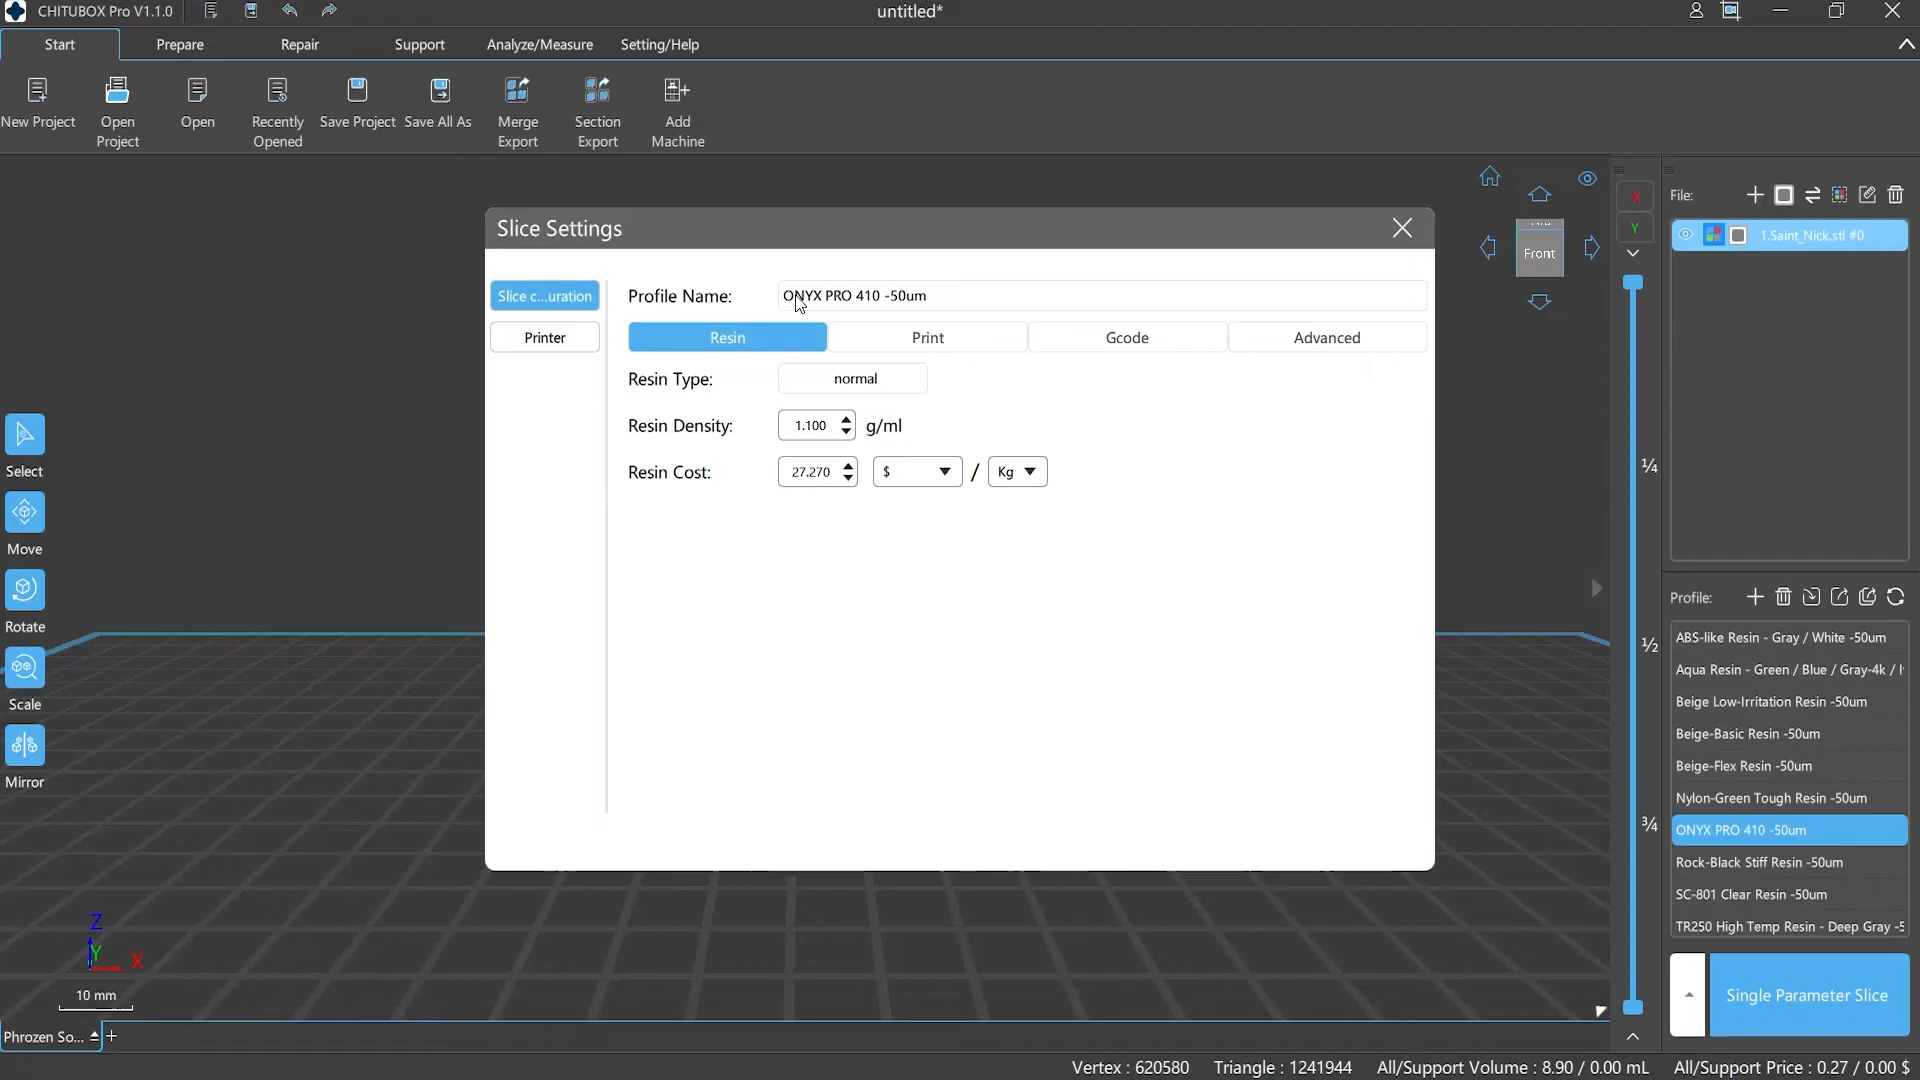 CHITUBOX Pro V1.1.0
untitled*
Start
Prepare
Repair
Support
Analyze/Measure
Setting/Help
New Project
Open
Project
Open
Recently
Opened
Save Project
Save All As
Merge
Export
Section
Export
Add
Machine
Slice Settings
Slice c...uration
Printer
Profile Name:
ONYX PRO 410 -50um
Resin
Print
Gcode
Advanced
Resin Type:
normal
Resin Density:
1.100
g/ml
Resin Cost:
27.270
$
/
Kg
Select
Move
Rotate
Scale
Mirror
Front
X
Y
1/4
1/2
3/4
File:
1.Saint_Nick.stl #0
Profile:
ABS-like Resin - Gray / White -50um
Aqua Resin - Green / Blue / Gray-4k /
Beige Low-Irritation Resin -50um
Beige-Basic Resin -50um
Beige-Flex Resin -50um
Nylon-Green Tough Resin -50um
ONYX PRO 410 -50um
Rock-Black Stiff Resin -50um
SC-801 Clear Resin -50um
TR250 High Temp Resin - Deep Gray -5
Single Parameter Slice
Z
Y
X
10 mm
Phrozen So...
Vertex : 620580
Triangle : 1241944
All/Support Volume : 8.90 / 0.00 mL
All/Support Price : 0.27 / 0.00 $